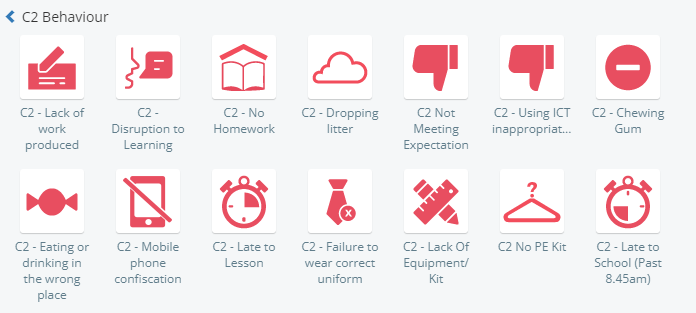 C2 Behaviour
C2 - Lack of
work
produced
C2 -
Disruption to
Learning
C2 - No
Homework
C2 - Dropping
litter
C2 Not
Meeting
Expectation
C2 - Using ICT
inappropriat...
C2 - Chewing
Gum
C2 - Eating or
drinking in
the wrong
place
C2 - Mobile
phone
confiscation
C2 - Late to
Lesson
C2 - Failure to
wear correct
uniform
C2 - Lack Of
Equipment/
Kit
?
C2 No PE Kit
C2 - Late to
School (Past
8.45am)